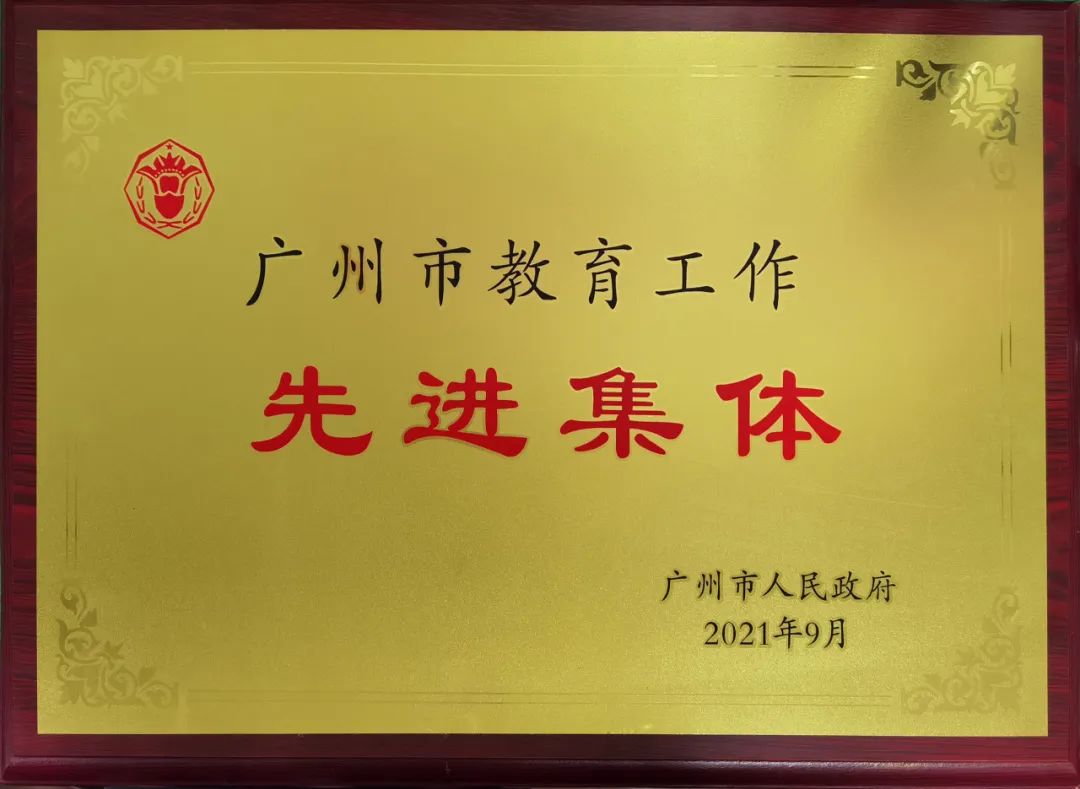 广州市教育工作
先进集体
广州市人民政府
2021年9月